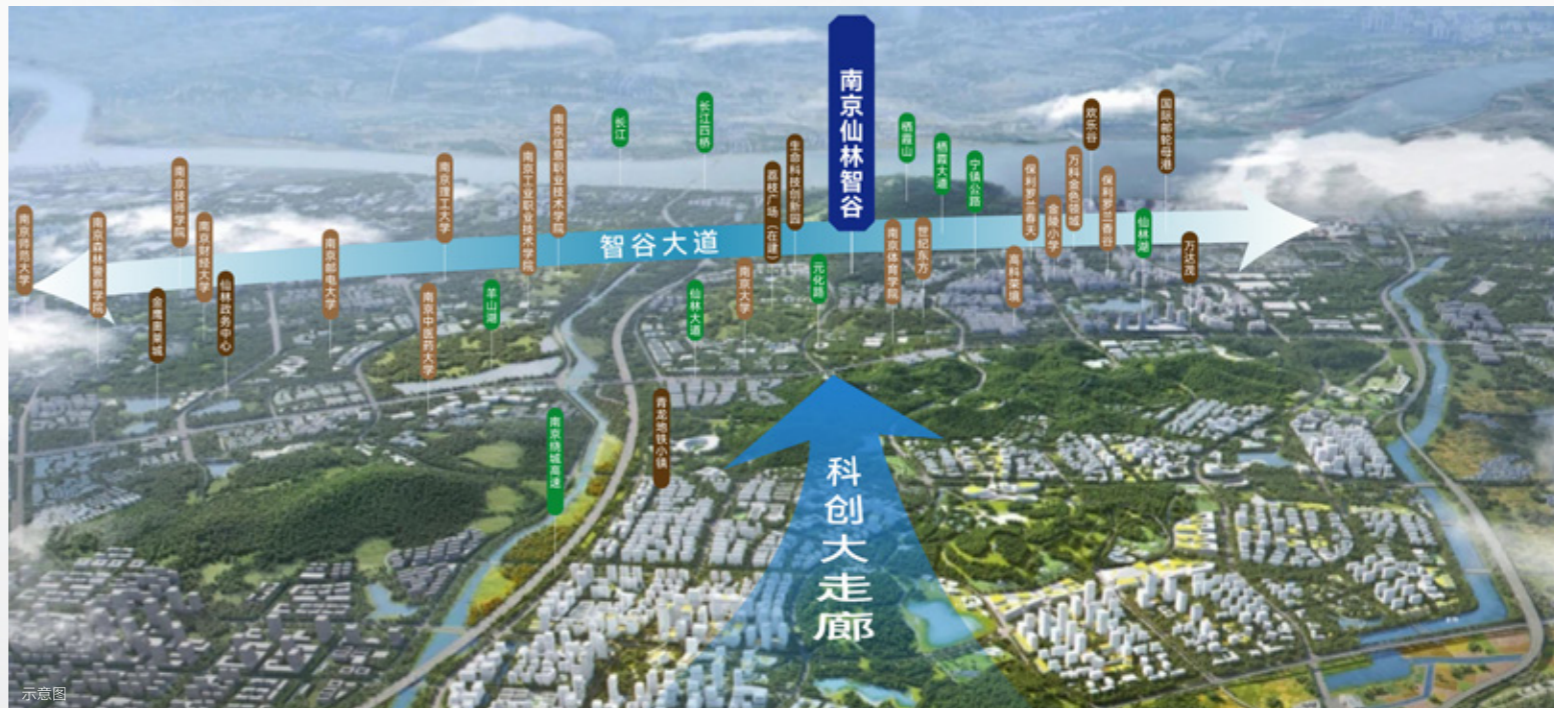 南京仙林智谷
智谷大道
科创大走廊
南京师范大学
南京森林警察学院
金鹰奥莱城
南京技师学院
南京财经大学
仙林政务中心
南京邮电大学
南京中医药大学
南京理工大学
羊山湖
南京工业职业技术学院
南京信息职业技术学院
南京绕城高速
长江
青龙地铁小镇
仙林大道
长江四桥
南京大学
荔枝广场（在建）
生命科技创新园
元化路
南京体育学院
栖霞山
世纪东方
栖霞大道
宁镇公路
高科荣境
保利罗兰春天
金陵小学
万科金色领域
欢乐谷
保利罗兰香谷
仙林湖
国际邮轮母港
万达茂
示意图